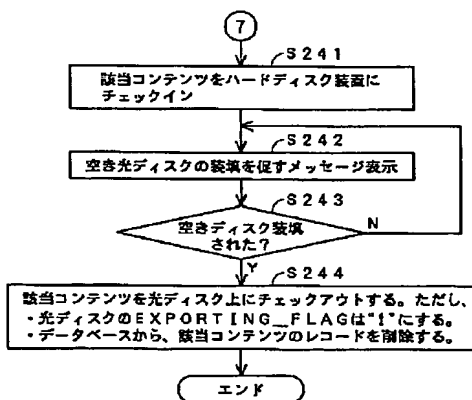 7
S241
該当コンテンツをハードディスク装置に
チェックイン
S242
空き光ディスクの装填を促すメッセージ表示
S243
空きディスク装填
された?
N
Y
S244
該当コンテンツを光ディスク上にチェックアウトする。ただし、
・光ディスクのEXPORTING_FLAGは“1”にする。
・データベースから、該当コンテンツのレコードを削除する。
エンド